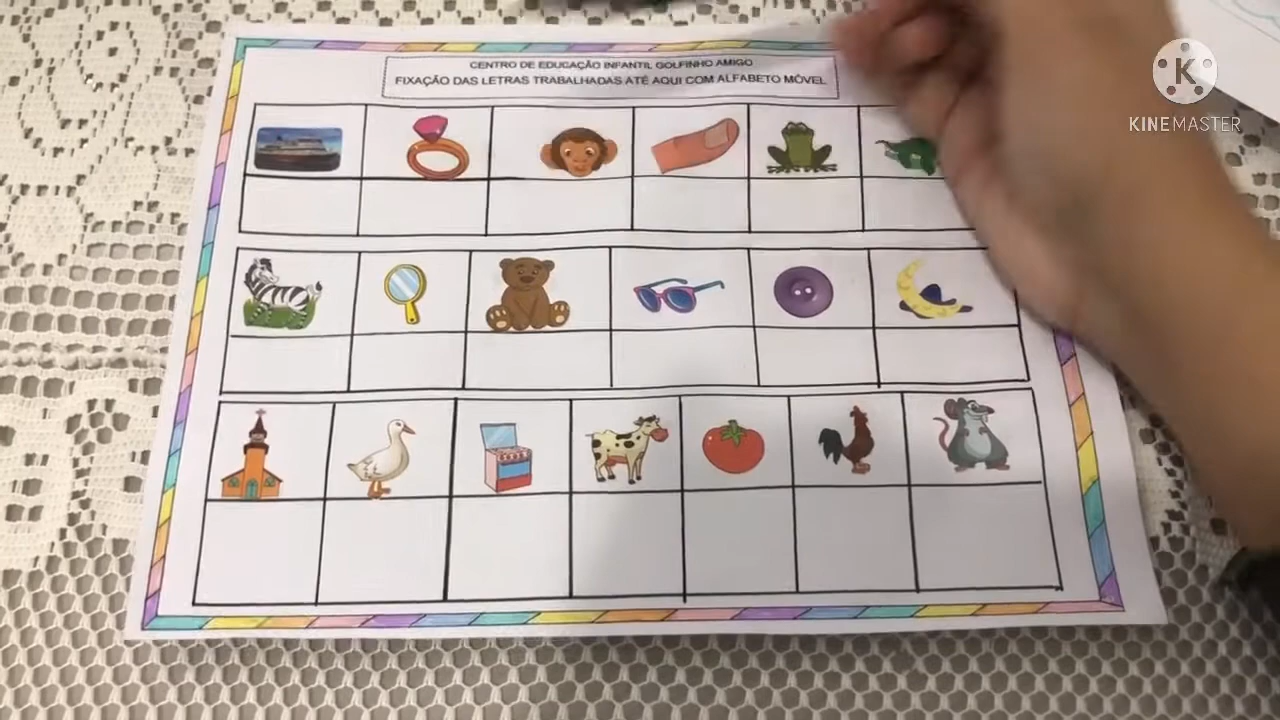 CENTRO DE EDUCAÇÃO INFANTIL GOLFINHO AMIGO
FIXAÇÃO DAS LETRAS TRABALHADAS ATÉ AQUI COM ALFABETO MÓVEL
K
KINEMASTER